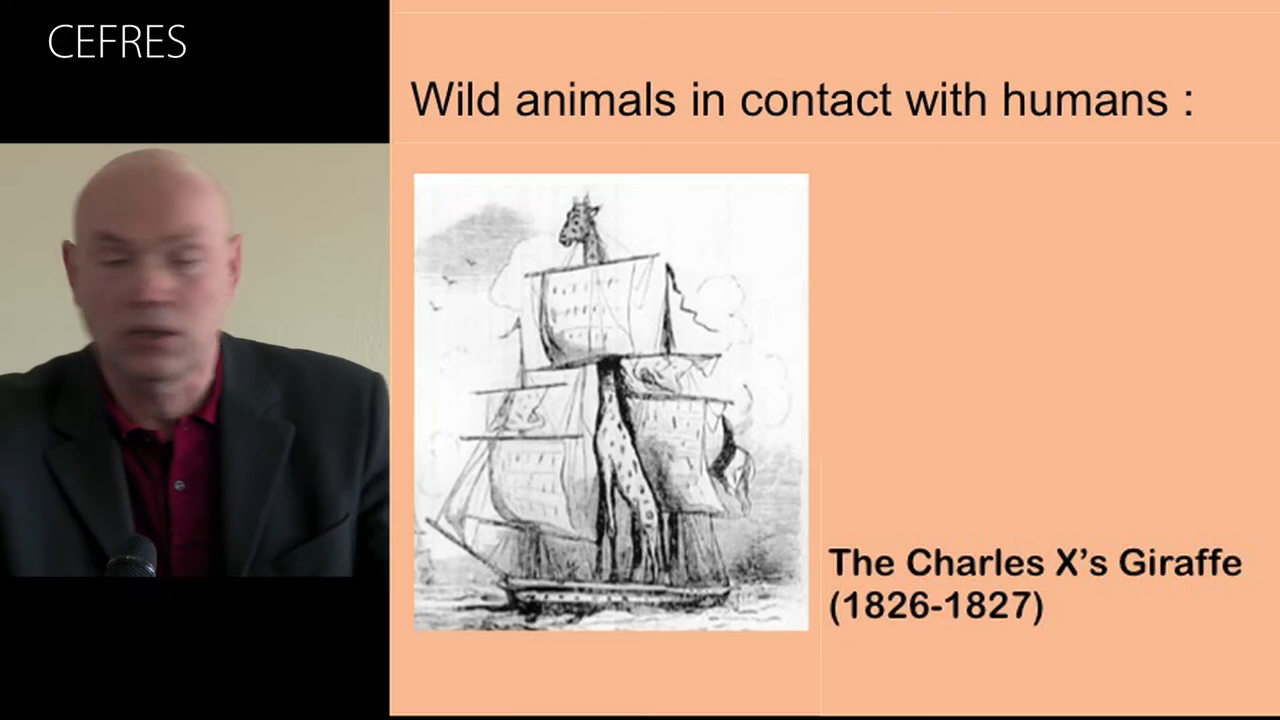 CEFRES
Wild animals in contact with humans :
The Charles X’s Giraffe
(1826-1827)